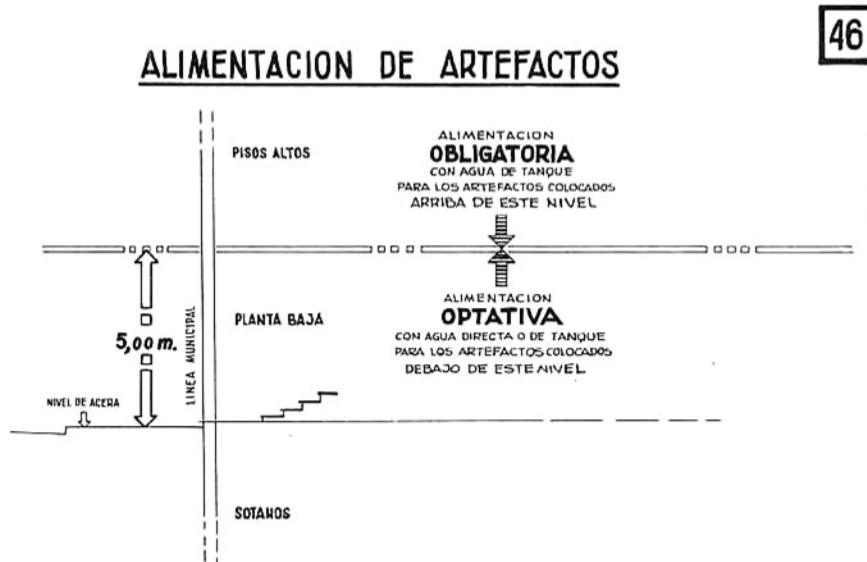 46
ALIMENTACION DE ARTEFACTOS
PISOS ALTOS
ALIMENTACION
OBLIGATORIA
CON AGUA DE TANQUE
PARA LOS ARTEFACTOS COLOCADOS
ARRIBA DE ESTE NIVEL
5,00 m.
LINEA MUNICIPAL
PLANTA BAJA
ALIMENTACION
OPTATIVA
CON AGUA DIRECTA O DE TANQUE
PARA LOS ARTEFACTOS COLOCADOS
DEBAJO DE ESTE NIVEL
NIVEL DE ACERA
SOTANOS